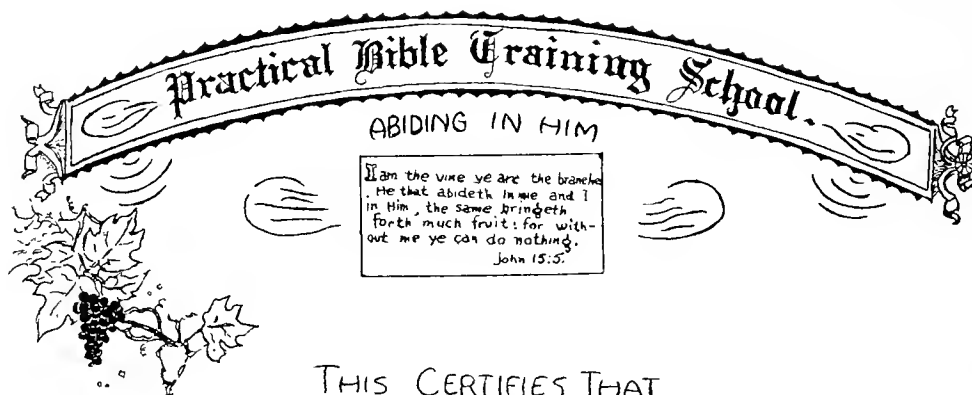 Practical Bible Training School.
ABIDING IN HIM
I am the vine ye are the branche
He that abideth in me and I
in Him, the same bringeth
forth much fruit: for with-
out me ye can do nothing.
John 15:5.
THIS CERTIFIES THAT